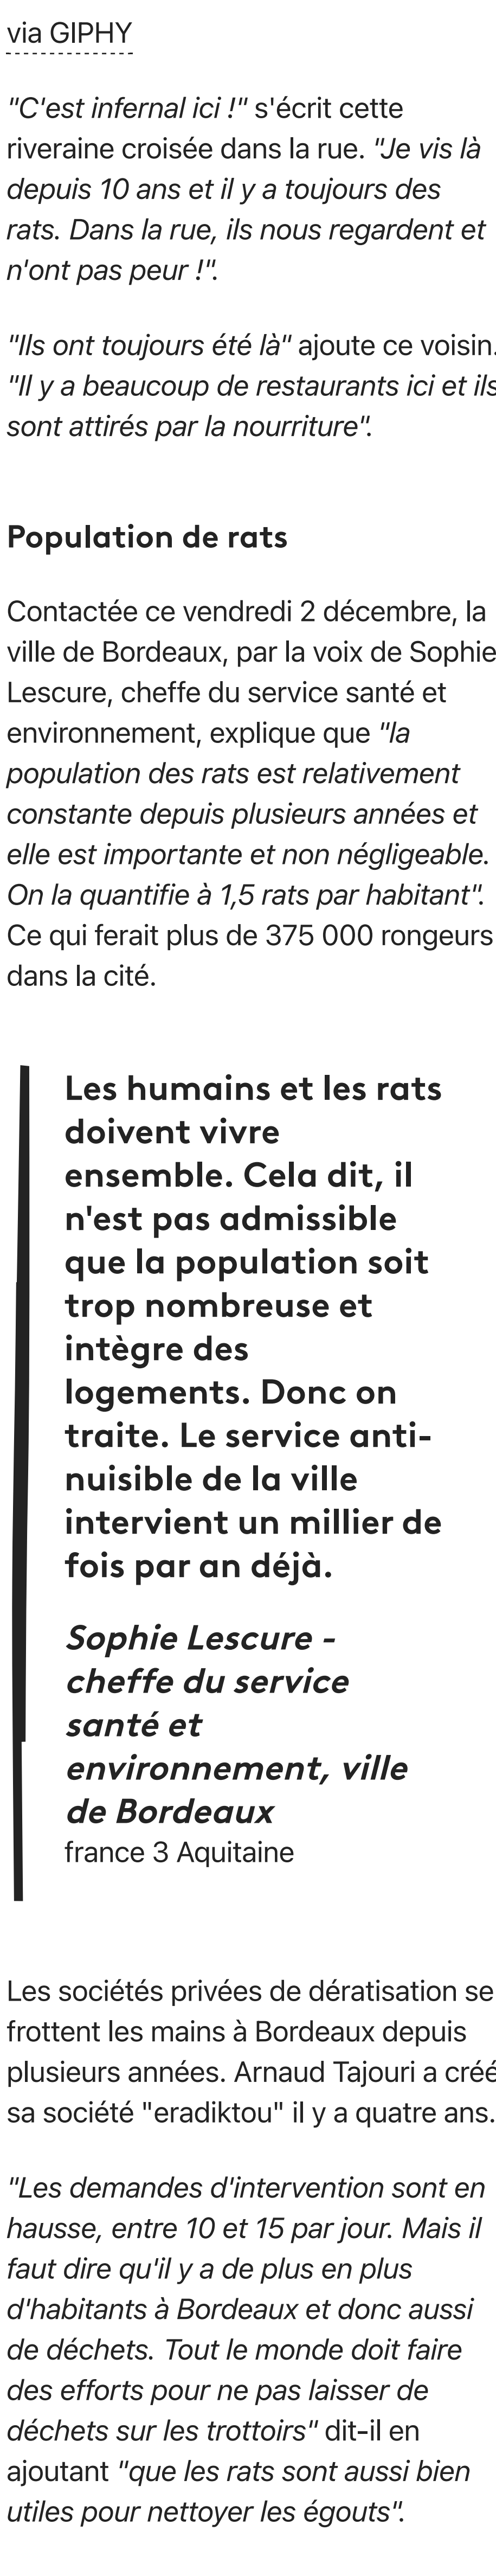 via GIPHY
"C'est infernal ici !" s'écrit cette
riveraine croisée dans la rue. "Je vis là
depuis 10 ans et il y a toujours des
rats. Dans la rue, ils nous regardent et
n'ont pas peur !".
"Ils ont toujours été là" ajoute ce voisin.
"Il y a beaucoup de restaurants ici et ils
sont attirés par la nourriture".
Population de rats
Contactée ce vendredi 2 décembre, la
ville de Bordeaux, par la voix de Sophie
Lescure, cheffe du service santé et
environnement, explique que "la
population des rats est relativement
constante depuis plusieurs années et
elle est importante et non négligeable.
On la quantifie à 1,5 rats par habitant".
Ce qui ferait plus de 375 000 rongeurs
dans la cité.
Les humains et les rats
doivent vivre
ensemble. Cela dit, il
n'est pas admissible
que la population soit
trop nombreuse et
intègre des
logements. Donc on
traite. Le service anti-
nuisible de la ville
intervient un millier de
fois par an déjà.
Sophie Lescure -
cheffe du service
santé et
environnement, ville
de Bordeaux
france 3 Aquitaine
Les sociétés privées de dératisation se
frottent les mains à Bordeaux depuis
plusieurs années. Arnaud Tajouri a créé
sa société "eradiktou" il y a quatre ans.
"Les demandes d'intervention sont en
hausse, entre 10 et 15 par jour. Mais il
faut dire qu'il y a de plus en plus
d'habitants à Bordeaux et donc aussi
de déchets. Tout le monde doit faire
des efforts pour ne pas laisser de
déchets sur les trottoirs" dit-il en
ajoutant "que les rats sont aussi bien
utiles pour nettoyer les égouts".